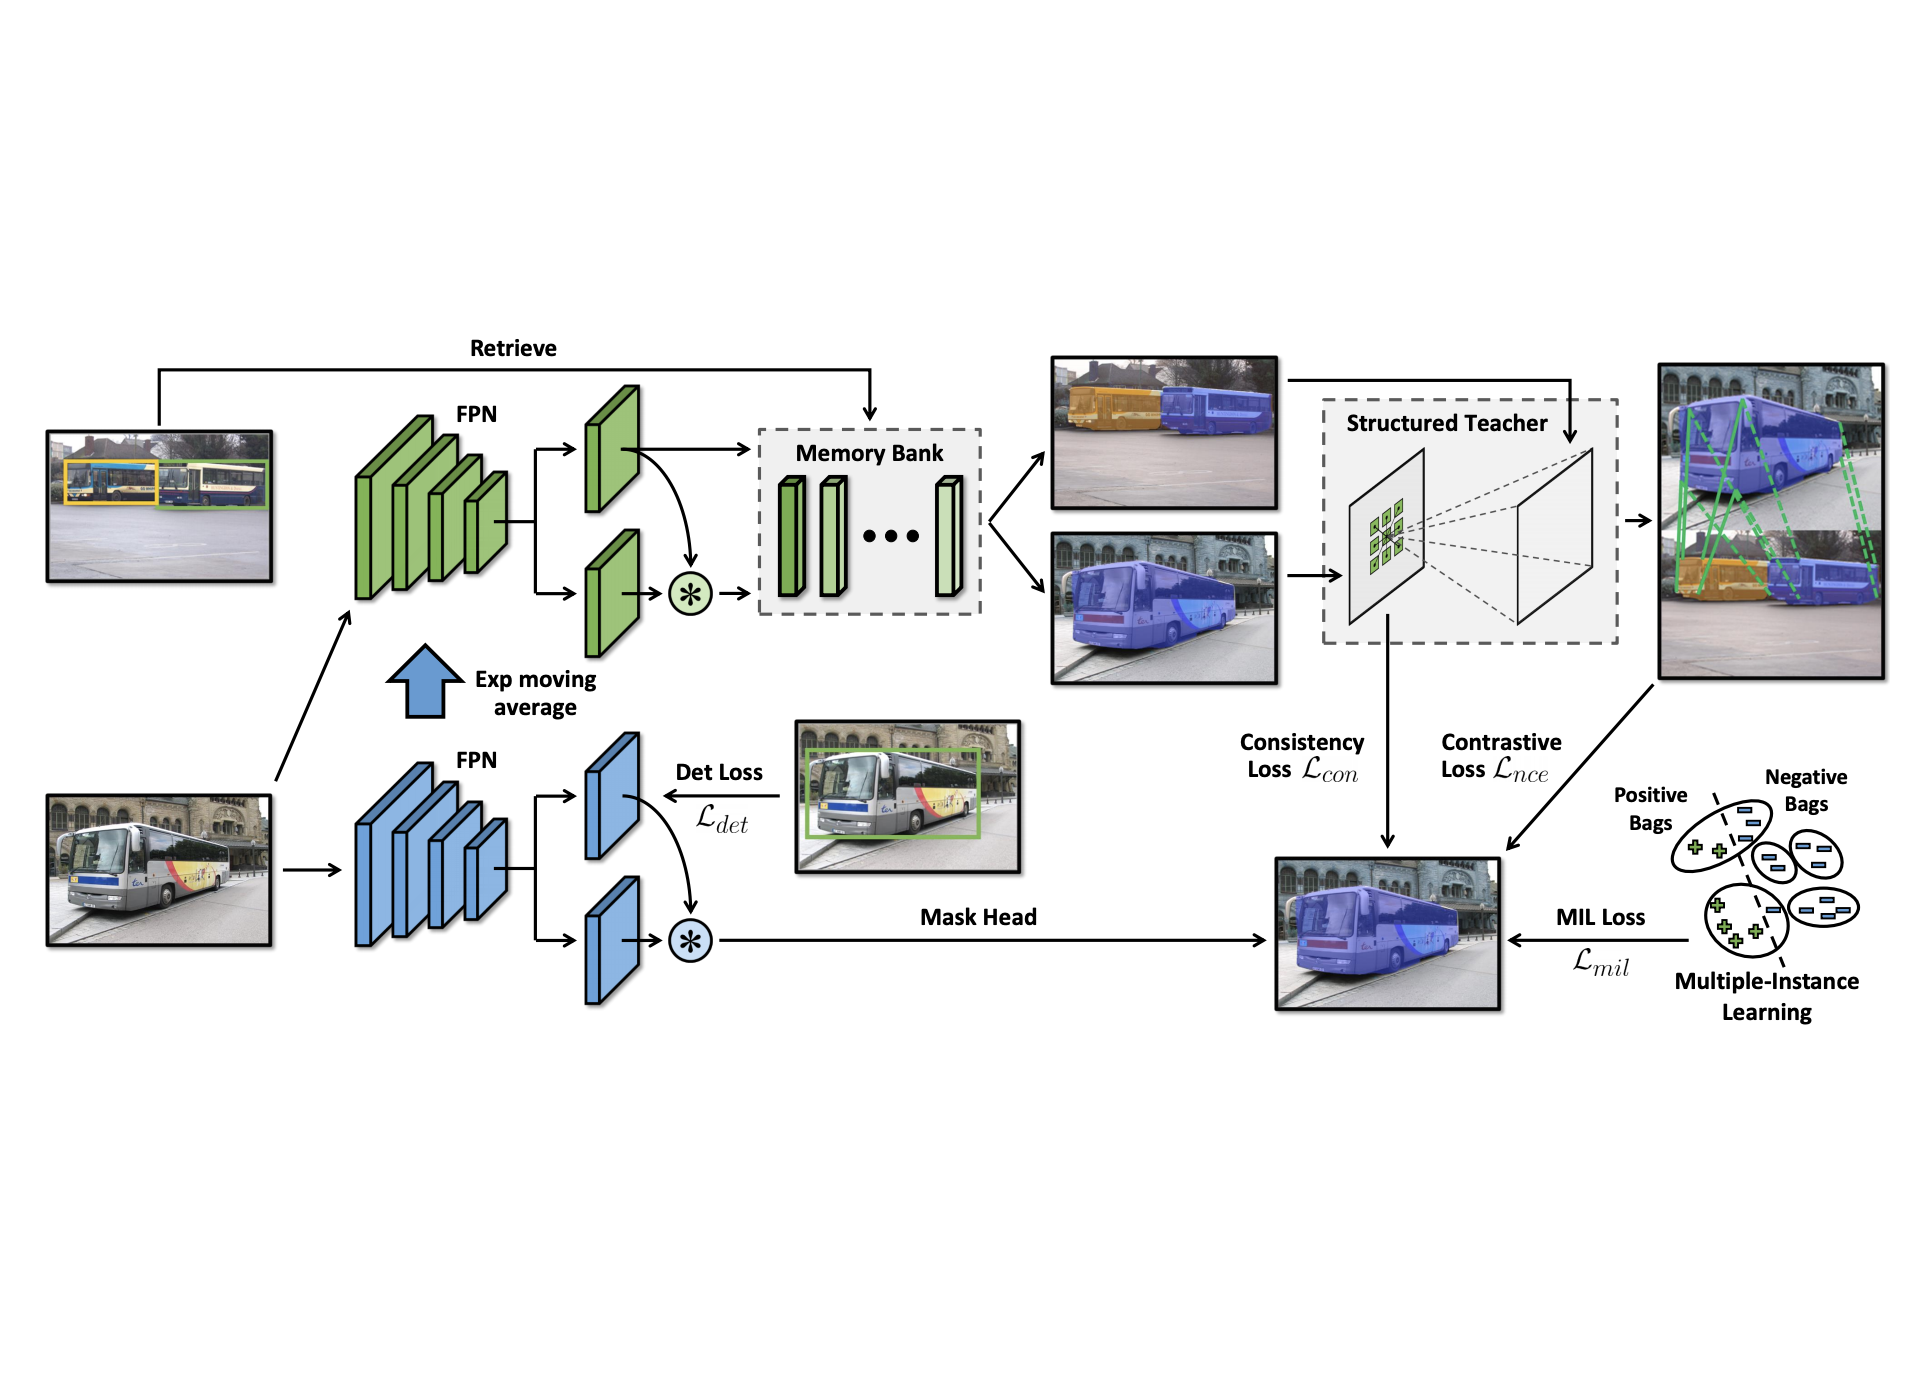 Retrieve
FPN
Memory Bank
Structured Teacher
Exp moving
average
FPN
Det Loss
$\mathcal{L}_{det}$
Consistency
Loss $\mathcal{L}_{con}$
Contrastive
Loss $\mathcal{L}_{nce}$
Positive
Bags
Negative
Bags
Mask Head
MIL Loss
$\mathcal{L}_{mil}$
Multiple-Instance
Learning